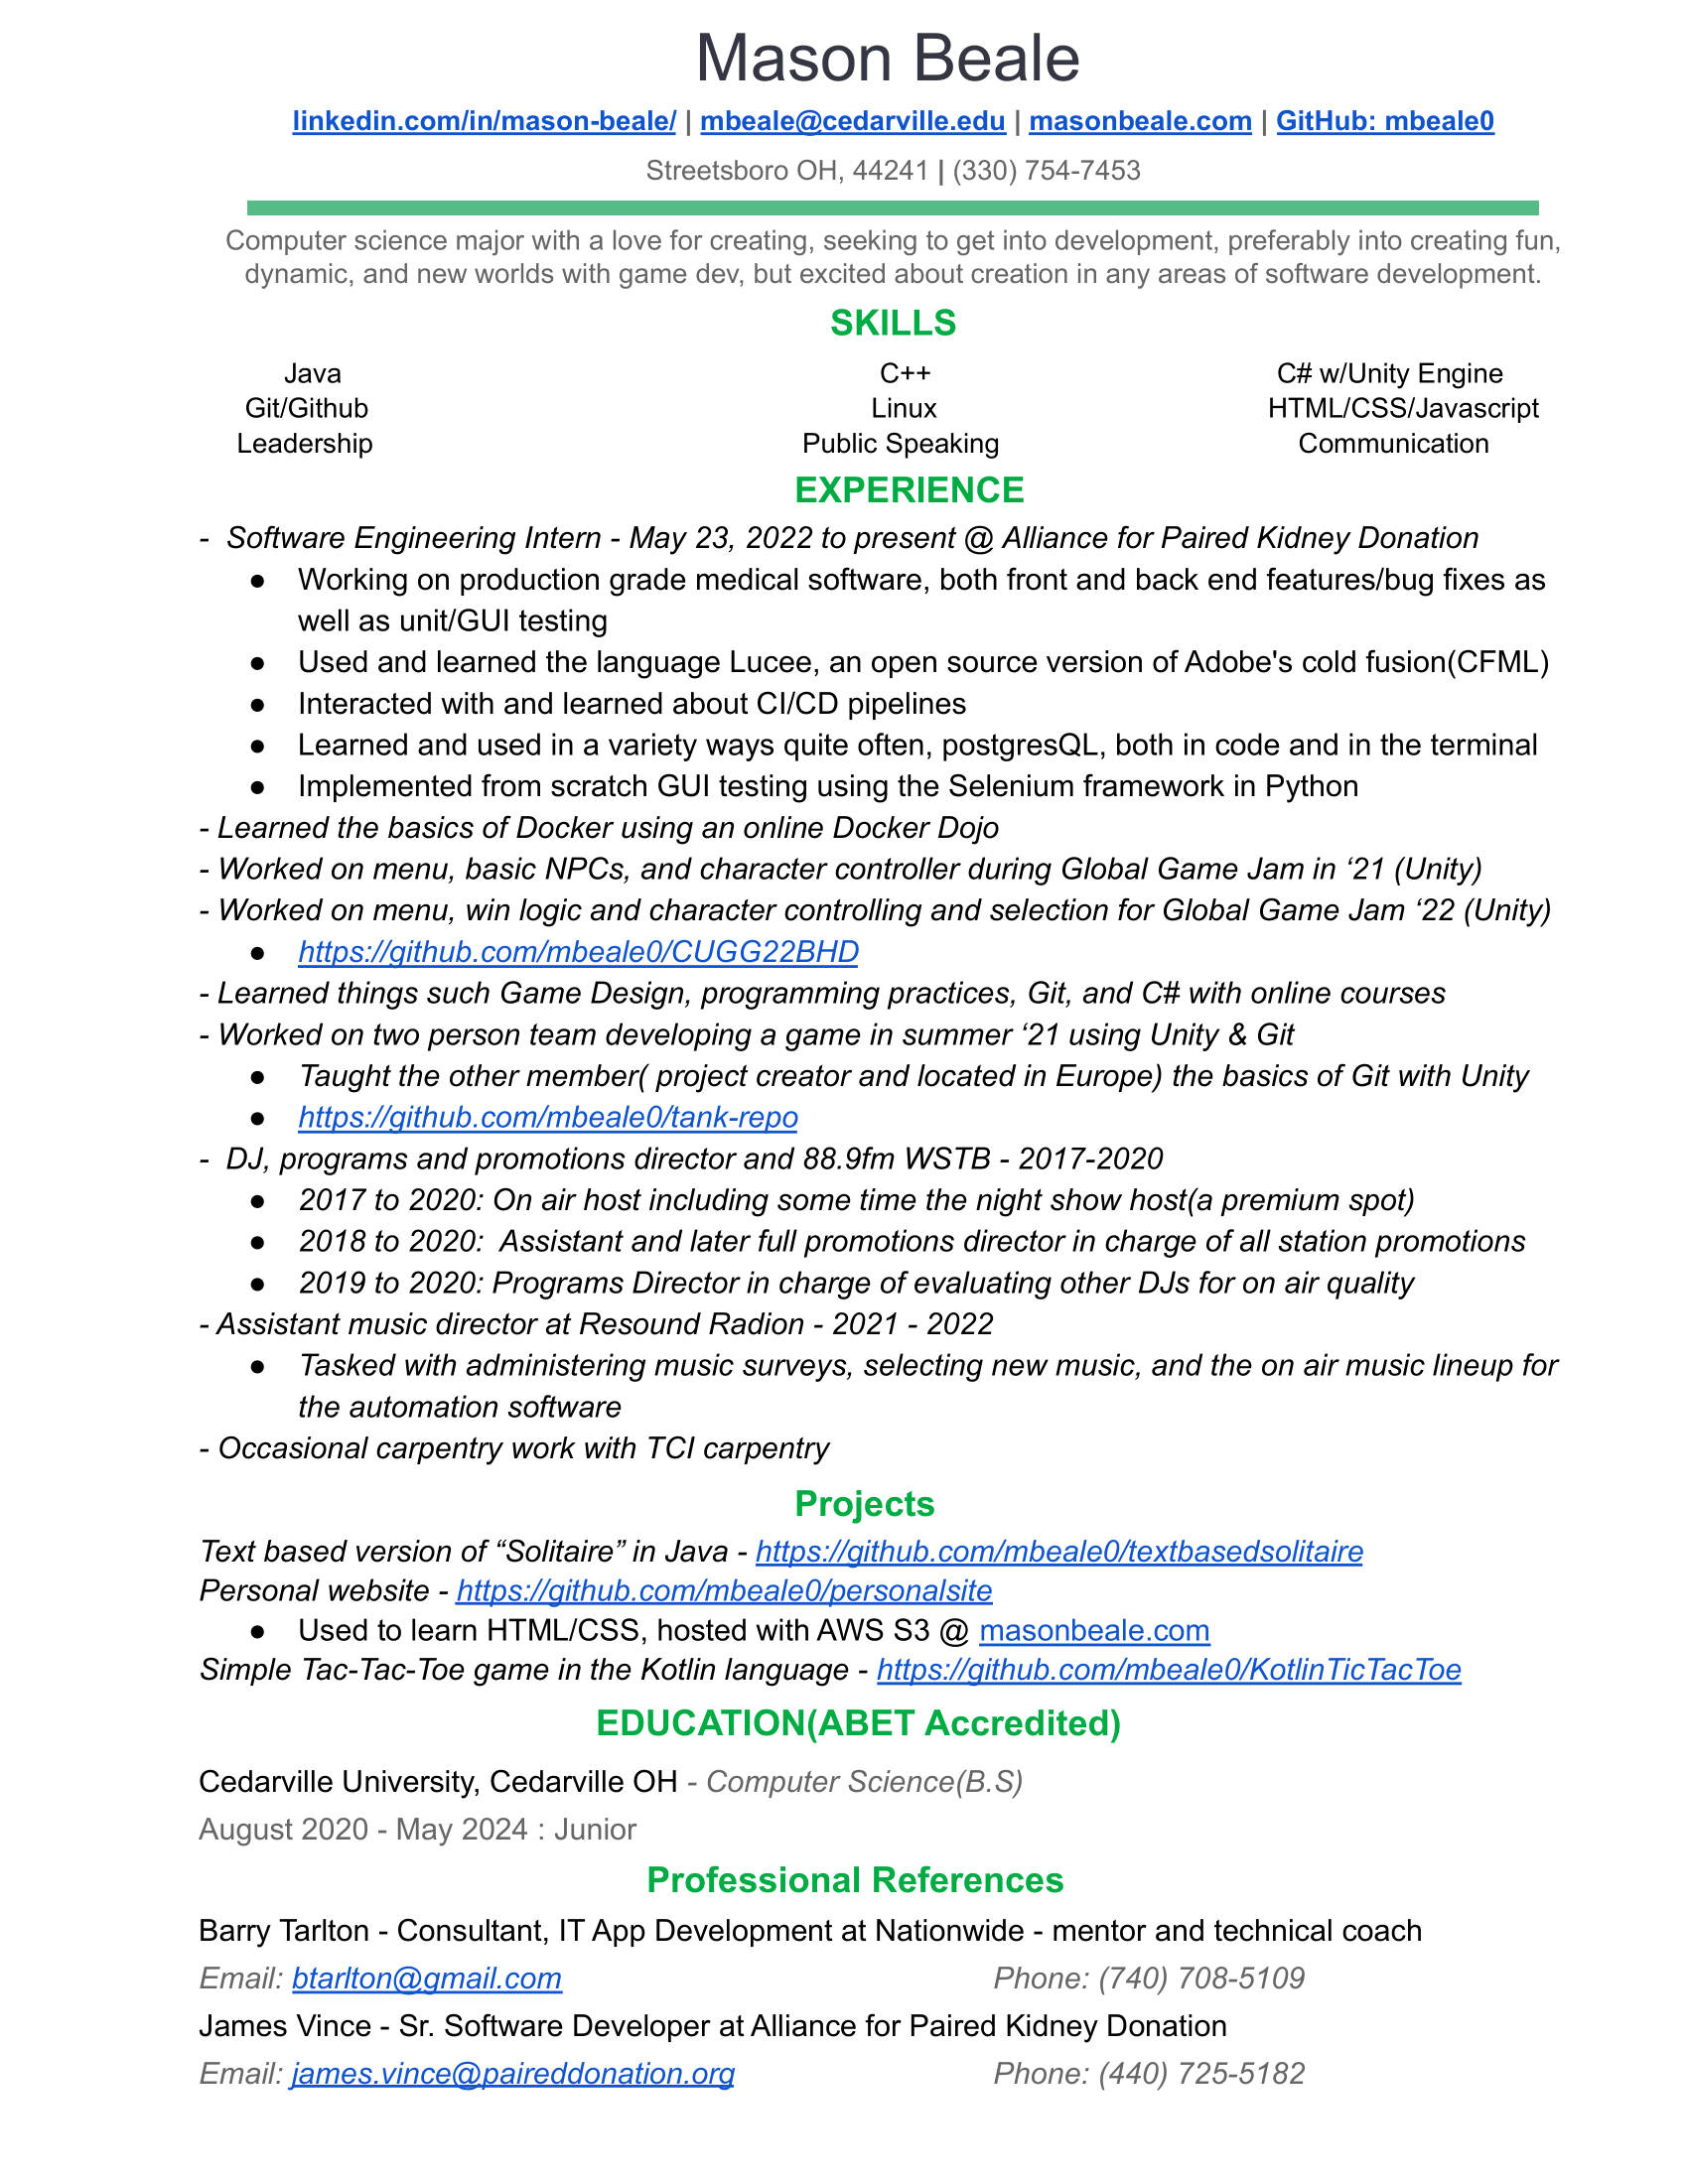 Mason Beale
linkedin.com/in/mason-beale/ | mbeale@cedarville.edu | masonbeale.com | GitHub: mbeale0
Streetsboro OH, 44241 | (330) 754-7453
Computer science major with a love for creating, seeking to get into development, preferably into creating fun,
dynamic, and new worlds with game dev, but excited about creation in any areas of software development.
SKILLS
Java C++ C# w/Unity Engine
Git/Github Linux HTML/CSS/Javascript
Leadership Public Speaking Communication
EXPERIENCE
- Software Engineering Intern - May 23, 2022 to present @ Alliance for Paired Kidney Donation
● Working on production grade medical software, both front and back end features/bug fixes as
well as unit/GUI testing
● Used and learned the language Lucee, an open source version of Adobe's cold fusion(CFML)
● Interacted with and learned about CI/CD pipelines
● Learned and used in a variety ways quite often, postgresQL, both in code and in the terminal
● Implemented from scratch GUI testing using the Selenium framework in Python
- Learned the basics of Docker using an online Docker Dojo
- Worked on menu, basic NPCs, and character controller during Global Game Jam in ‘21 (Unity)
- Worked on menu, win logic and character controlling and selection for Global Game Jam ‘22 (Unity)
● https://github.com/mbeale0/CUGG22BHD
- Learned things such Game Design, programming practices, Git, and C# with online courses
- Worked on two person team developing a game in summer ‘21 using Unity & Git
● Taught the other member( project creator and located in Europe) the basics of Git with Unity
● https://github.com/mbeale0/tank-repo
- DJ, programs and promotions director and 88.9fm WSTB - 2017-2020
● 2017 to 2020: On air host including some time the night show host(a premium spot)
● 2018 to 2020: Assistant and later full promotions director in charge of all station promotions
● 2019 to 2020: Programs Director in charge of evaluating other DJs for on air quality
- Assistant music director at Resound Radion - 2021 - 2022
● Tasked with administering music surveys, selecting new music, and the on air music lineup for
the automation software
- Occasional carpentry work with TCI carpentry
Projects
Text based version of “Solitaire” in Java - https://github.com/mbeale0/textbasedsolitaire
Personal website - https://github.com/mbeale0/personalsite
● Used to learn HTML/CSS, hosted with AWS S3 @ masonbeale.com
Simple Tac-Tac-Toe game in the Kotlin language - https://github.com/mbeale0/KotlinTicTacToe
EDUCATION(ABET Accredited)
Cedarville University, Cedarville OH - Computer Science(B.S)
August 2020 - May 2024 : Junior
Professional References
Barry Tarlton - Consultant, IT App Development at Nationwide - mentor and technical coach
Email: btarlton@gmail.com Phone: (740) 708-5109
James Vince - Sr. Software Developer at Alliance for Paired Kidney Donation
Email: james.vince@paireddonation.org Phone: (440) 725-5182